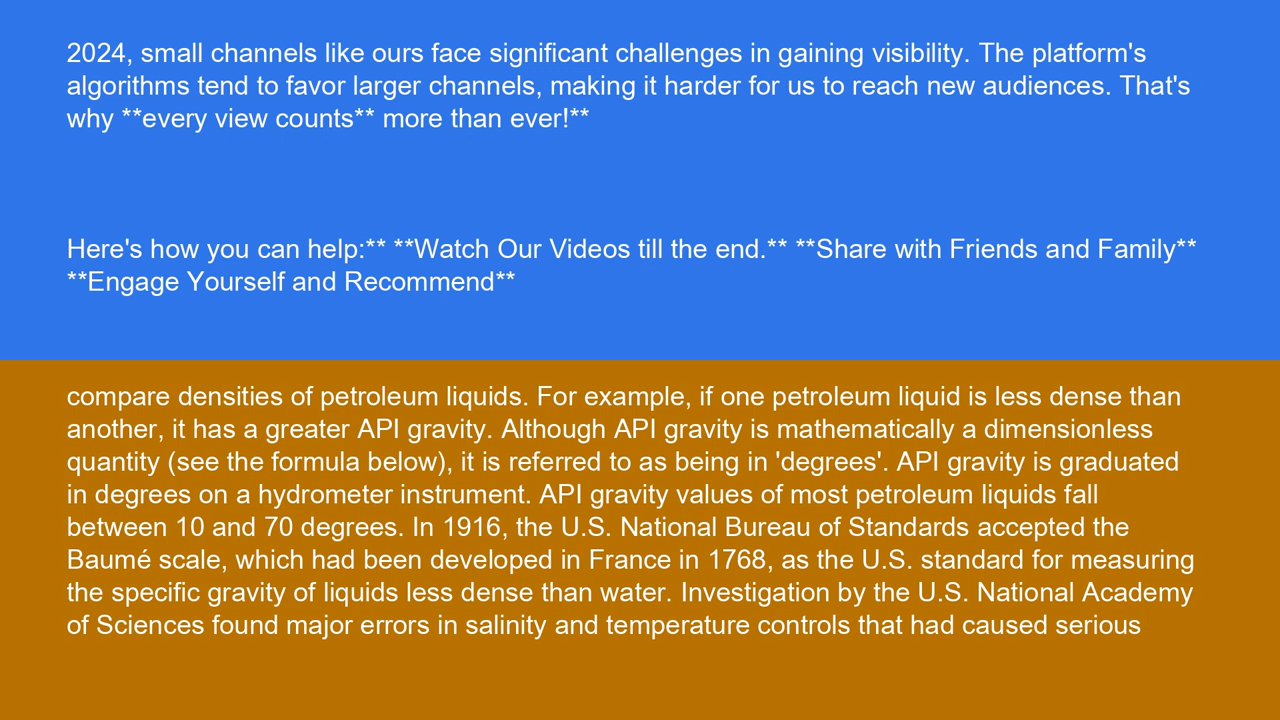 2024, small channels like ours face significant challenges in gaining visibility. The platform's
algorithms tend to favor larger channels, making it harder for us to reach new audiences. That's
why **every view counts** more than ever!**
Here's how you can help:** **Watch Our Videos till the end.** **Share with Friends and Family**
**Engage Yourself and Recommend**
compare densities of petroleum liquids. For example, if one petroleum liquid is less dense than
another, it has a greater API gravity. Although API gravity is mathematically a dimensionless
quantity (see the formula below), it is referred to as being in 'degrees'. API gravity is graduated
in degrees on a hydrometer instrument. API gravity values of most petroleum liquids fall
between 10 and 70 degrees. In 1916, the U.S. National Bureau of Standards accepted the
Baumé scale, which had been developed in France in 1768, as the U.S. standard for measuring
the specific gravity of liquids less dense than water. Investigation by the U.S. National Academy
of Sciences found major errors in salinity and temperature controls that had caused serious